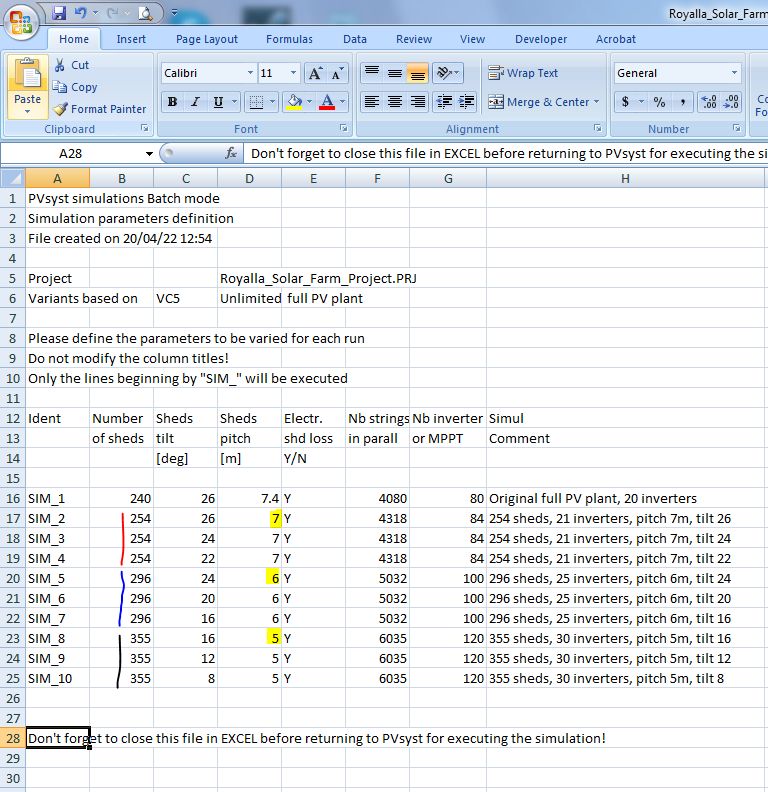 Royalla_Solar_Farm
Home Insert Page Layout Formulas Data Review View Developer Acrobat
Paste
Cut
Copy
Format Painter
Clipboard
Calibri 11
B I U
Font
Wrap Text
Merge & Center
Alignment
General
$ % ,
Number
A28 fx Don't forget to close this file in EXCEL before returning to PVsyst for executing the si
A B C D E F G H
1 PVsyst simulations Batch mode
2 Simulation parameters definition
3 File created on 20/04/22 12:54
4
5 Project Royalla_Solar_Farm_Project.PRJ
6 Variants based on VC5 Unlimited full PV plant
7
8 Please define the parameters to be varied for each run
9 Do not modify the column titles!
10 Only the lines beginning by "SIM_" will be executed
11
12 Ident Number Sheds Sheds Electr. Nb strings Nb inverter Simul
13 of sheds tilt pitch shd loss in parall or MPPT Comment
14 [deg] [m] Y/N
15
16 SIM_1 240 26 7.4 Y 4080 80 Original full PV plant, 20 inverters
17 SIM_2 254 26 7 Y 4318 84 254 sheds, 21 inverters, pitch 7m, tilt 26
18 SIM_3 254 24 7 Y 4318 84 254 sheds, 21 inverters, pitch 7m, tilt 24
19 SIM_4 254 22 7 Y 4318 84 254 sheds, 21 inverters, pitch 7m, tilt 22
20 SIM_5 296 24 6 Y 5032 100 296 sheds, 25 inverters, pitch 6m, tilt 24
21 SIM_6 296 20 6 Y 5032 100 296 sheds, 25 inverters, pitch 6m, tilt 20
22 SIM_7 296 16 6 Y 5032 100 296 sheds, 25 inverters, pitch 6m, tilt 16
23 SIM_8 355 16 5 Y 6035 120 355 sheds, 30 inverters, pitch 5m, tilt 16
24 SIM_9 355 12 5 Y 6035 120 355 sheds, 30 inverters, pitch 5m, tilt 12
25 SIM_10 355 8 5 Y 6035 120 355 sheds, 30 inverters, pitch 5m, tilt 8
26
27
28 Don't forget to close this file in EXCEL before returning to PVsyst for executing the simulation!
29
30